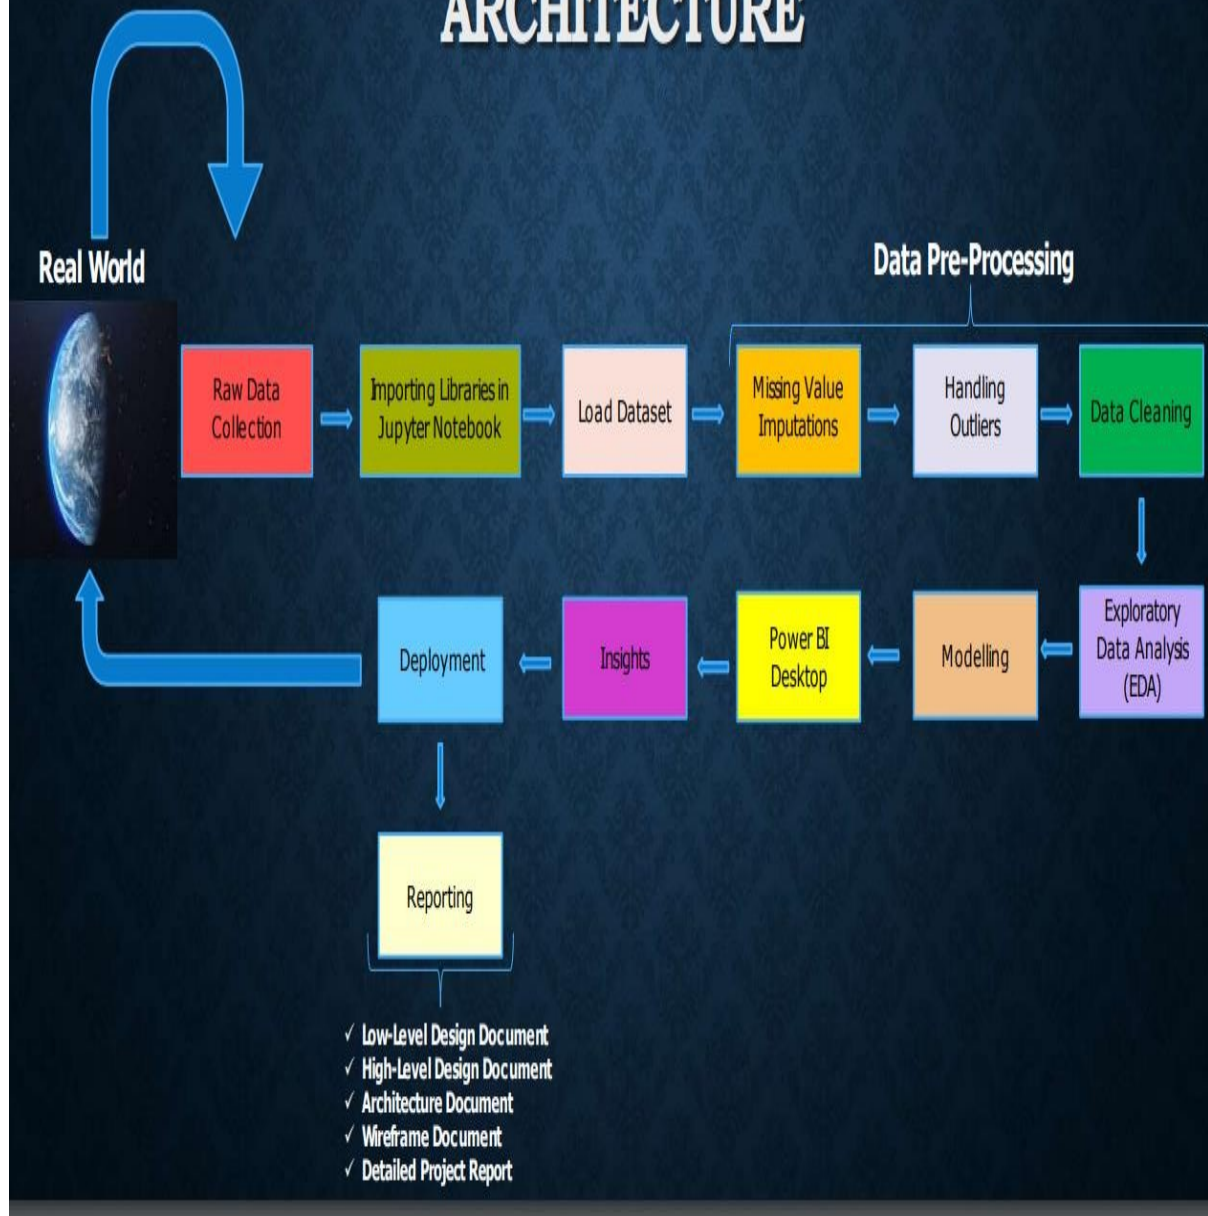 ARCHITECTURE
Real World
Data Pre-Processing
Raw Data
Collection
Importing Libraries in
Jupyter Notebook
Load Dataset
Missing Value
Imputations
Handling
Outliers
Data Cleaning
Exploratory
Data Analysis
(EDA)
Modelling
Power BI
Desktop
Insights
Deployment
Reporting
✓ Low-Level Design Document
✓ High-Level Design Document
✓ Architecture Document
✓ Wireframe Document
✓ Detailed Project Report